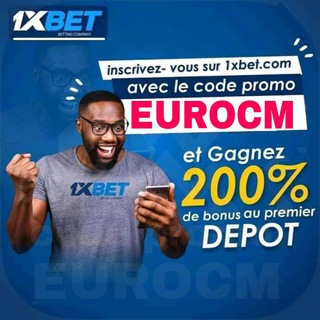 1XBET
BETTING COMPANY
inscrivez- vous sur 1xbet.com
avec le code promo
EUROCM
et Gagnez
200%
de bonus au premier
DEPOT
1XBET
EUROCM